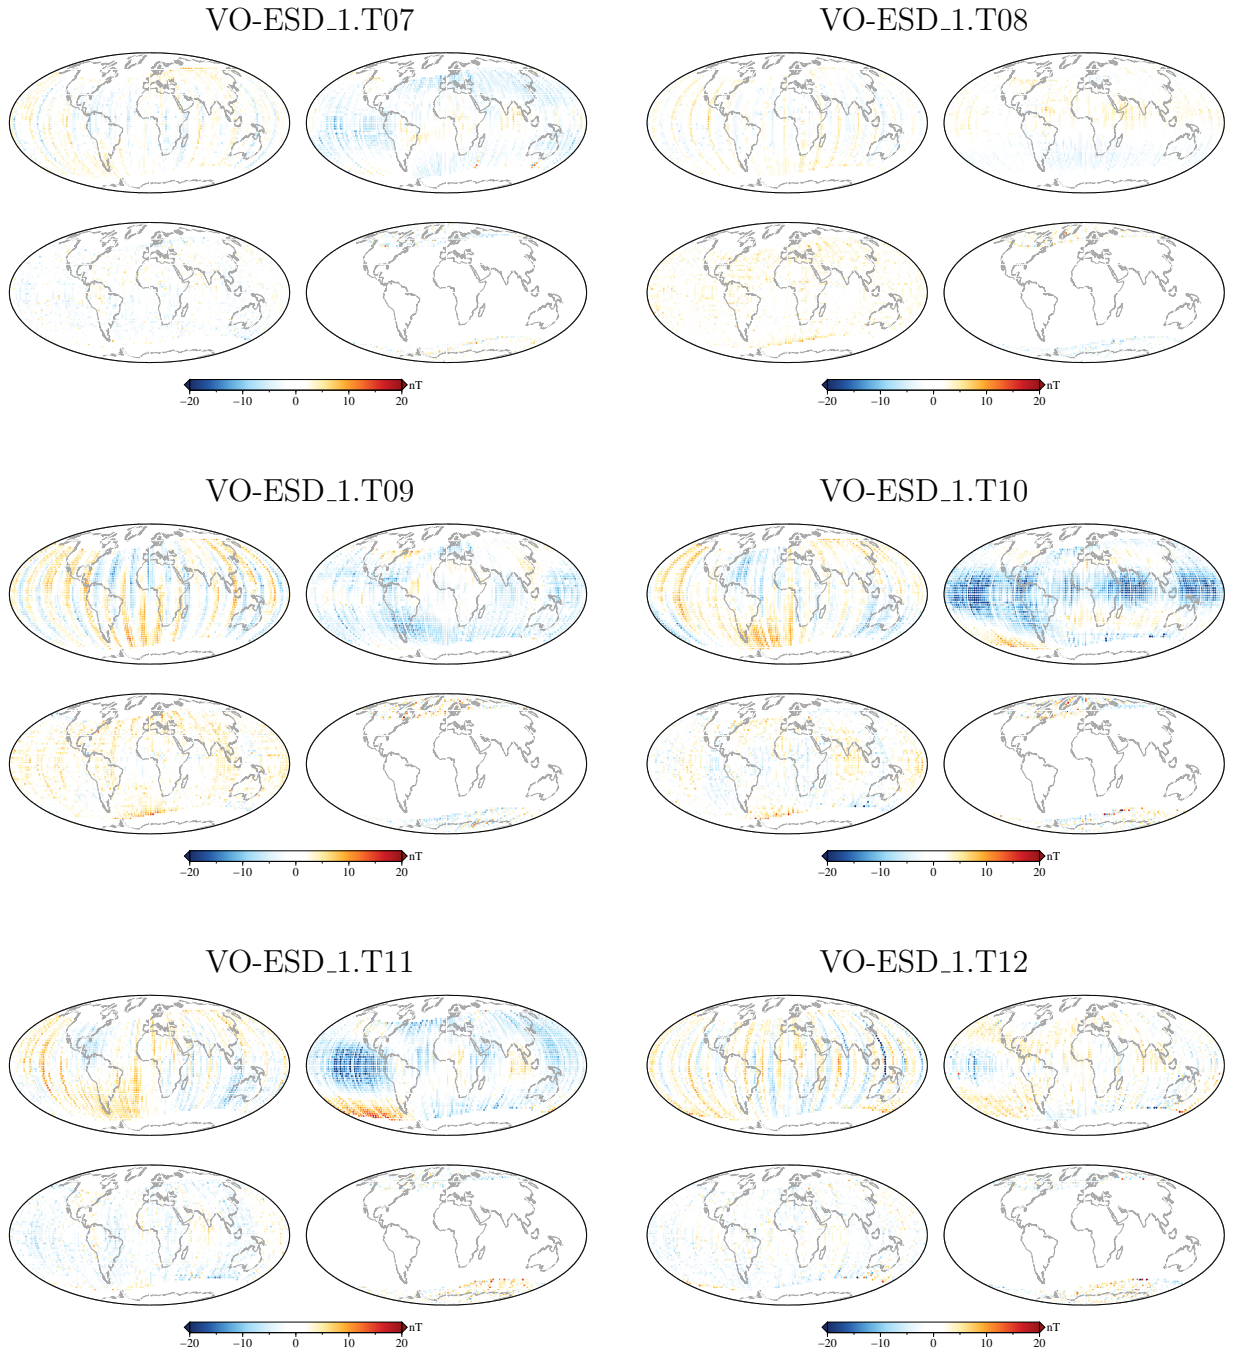 VO-ESD_1.T07 VO-ESD_1.T08
−20 −10 0 10 20 nT −20 −10 0 10 20 nT
VO-ESD_1.T09 VO-ESD_1.T10
−20 −10 0 10 20 nT −20 −10 0 10 20 nT
VO-ESD_1.T11 VO-ESD_1.T12
−20 −10 0 10 20 nT −20 −10 0 10 20 nT